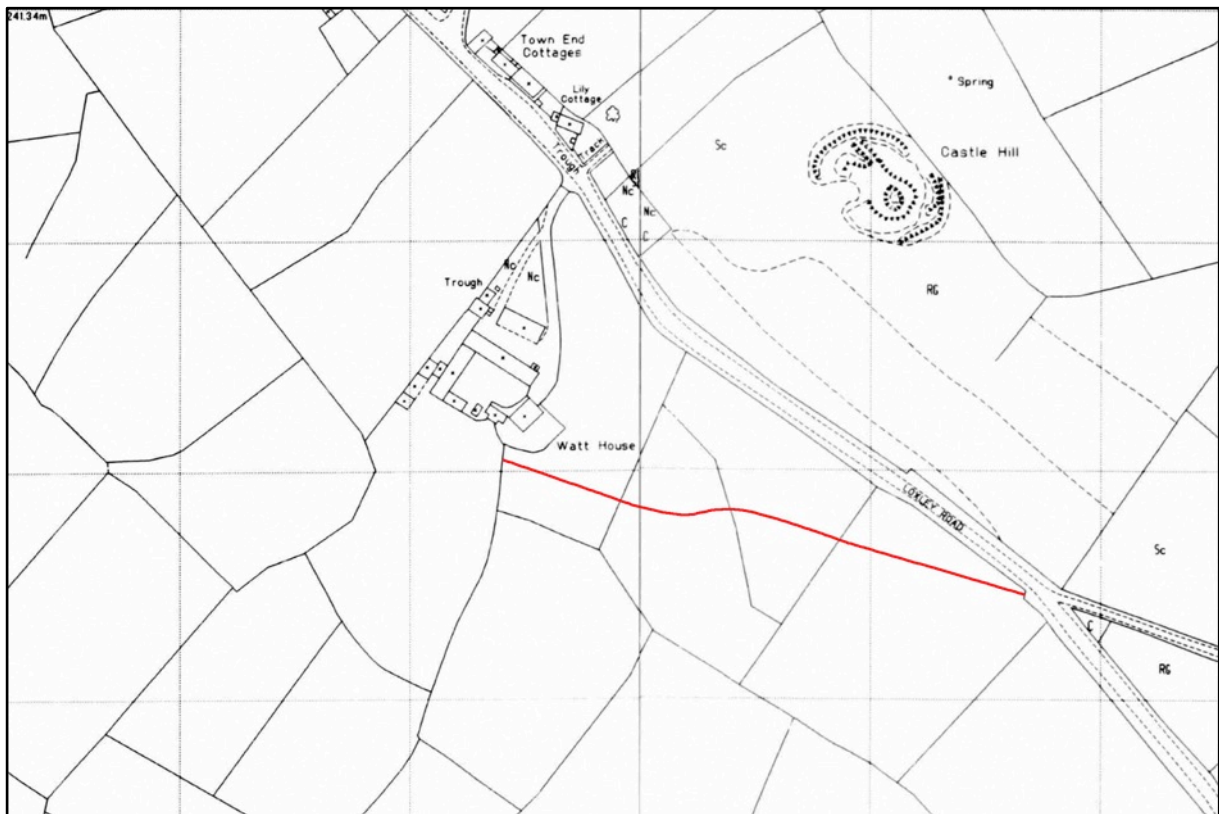 241.34m
Town End
Cottages
Lily
Cottage
Spring
Track
Trough
Sc
Castle Hill
Nc
Nc
C
C
Nc
Nc
Trough
RG
Watt House
LOXLEY ROAD
Sc
C
RG